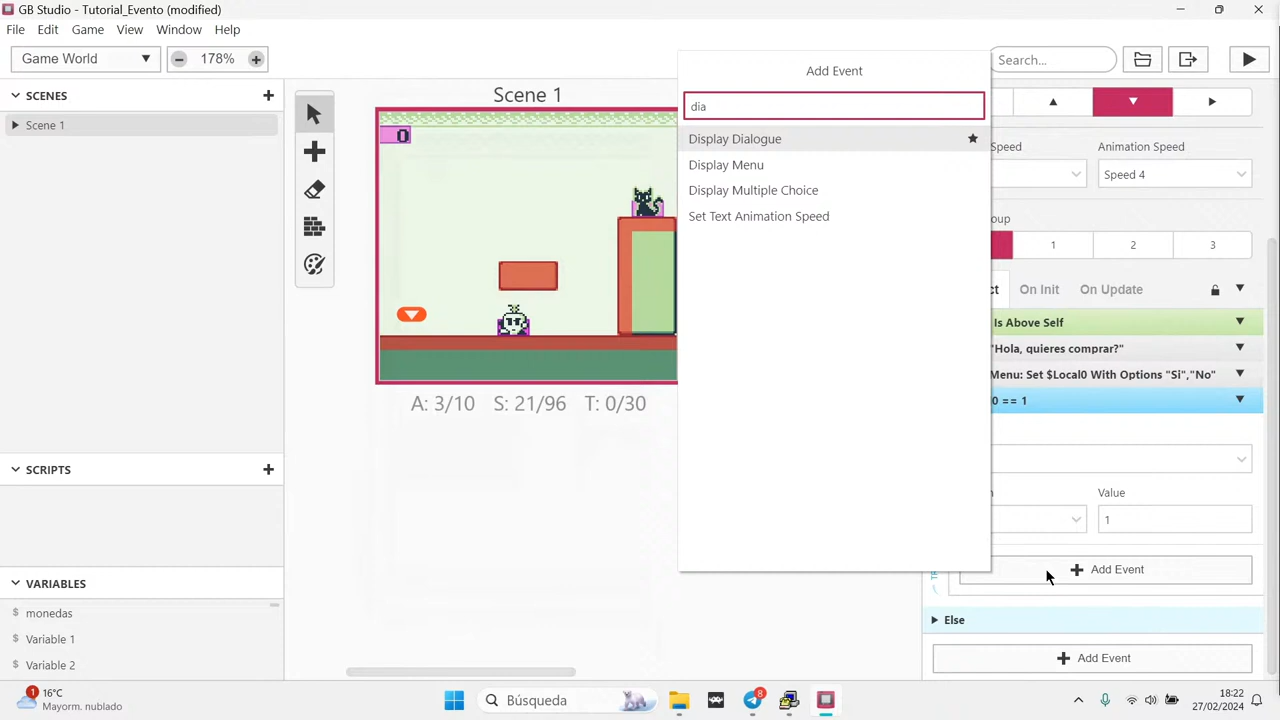 GB Studio - Tutorial_Evento (modified)
File Edit Game View Window Help
Game World
178%
Search...
SCENES
Scene 1
Scene 1
0
A: 3/10 S: 21/96 T: 0/30
SCRIPTS
VARIABLES
$ monedas
$ Variable 1
$ Variable 2
Add Event
dia
Display Dialogue
Display Menu
Display Multiple Choice
Set Text Animation Speed
Speed
Animation Speed
Speed 4
oup
1 2 3
ct On Init On Update
Is Above Self
"Hola, quieres comprar?"
Menu: Set $Local0 With Options "Si","No"
0 == 1
n
Value
1
Add Event
Else
Add Event
1
16°C
Mayorm. nublado
Búsqueda
8
18:22
27/02/2024